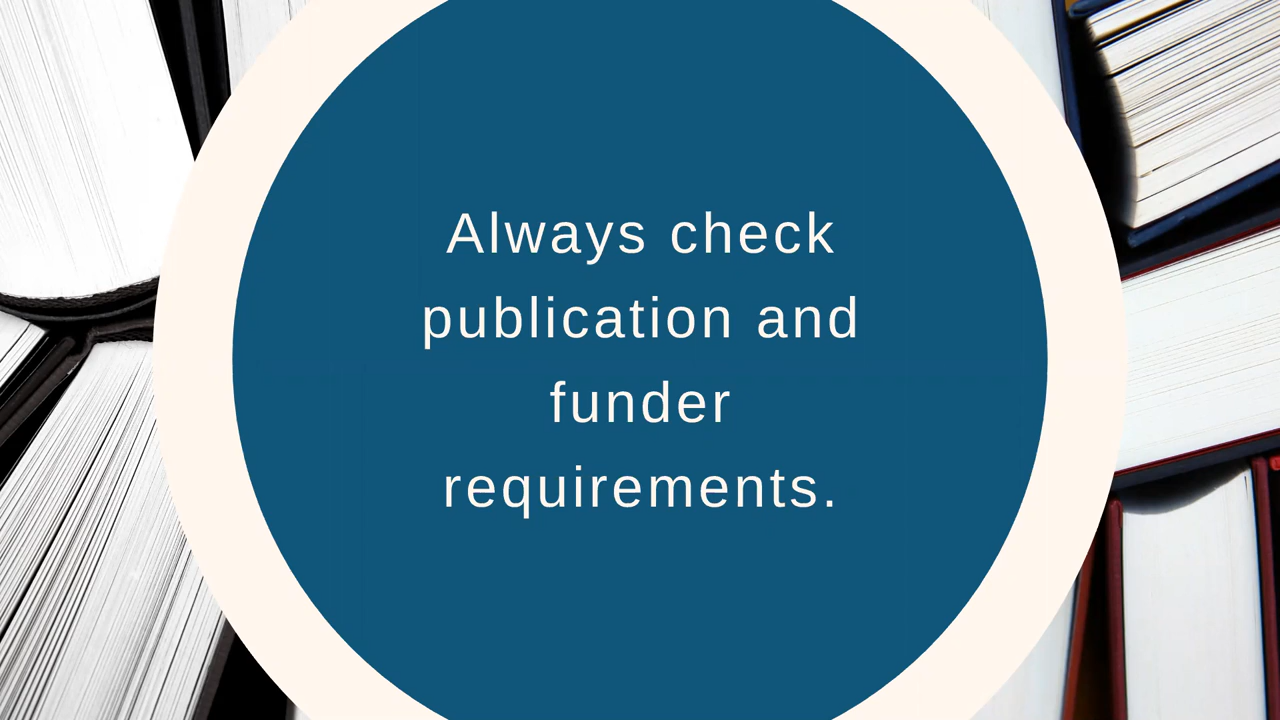 Always check
publication and
funder
requirements.